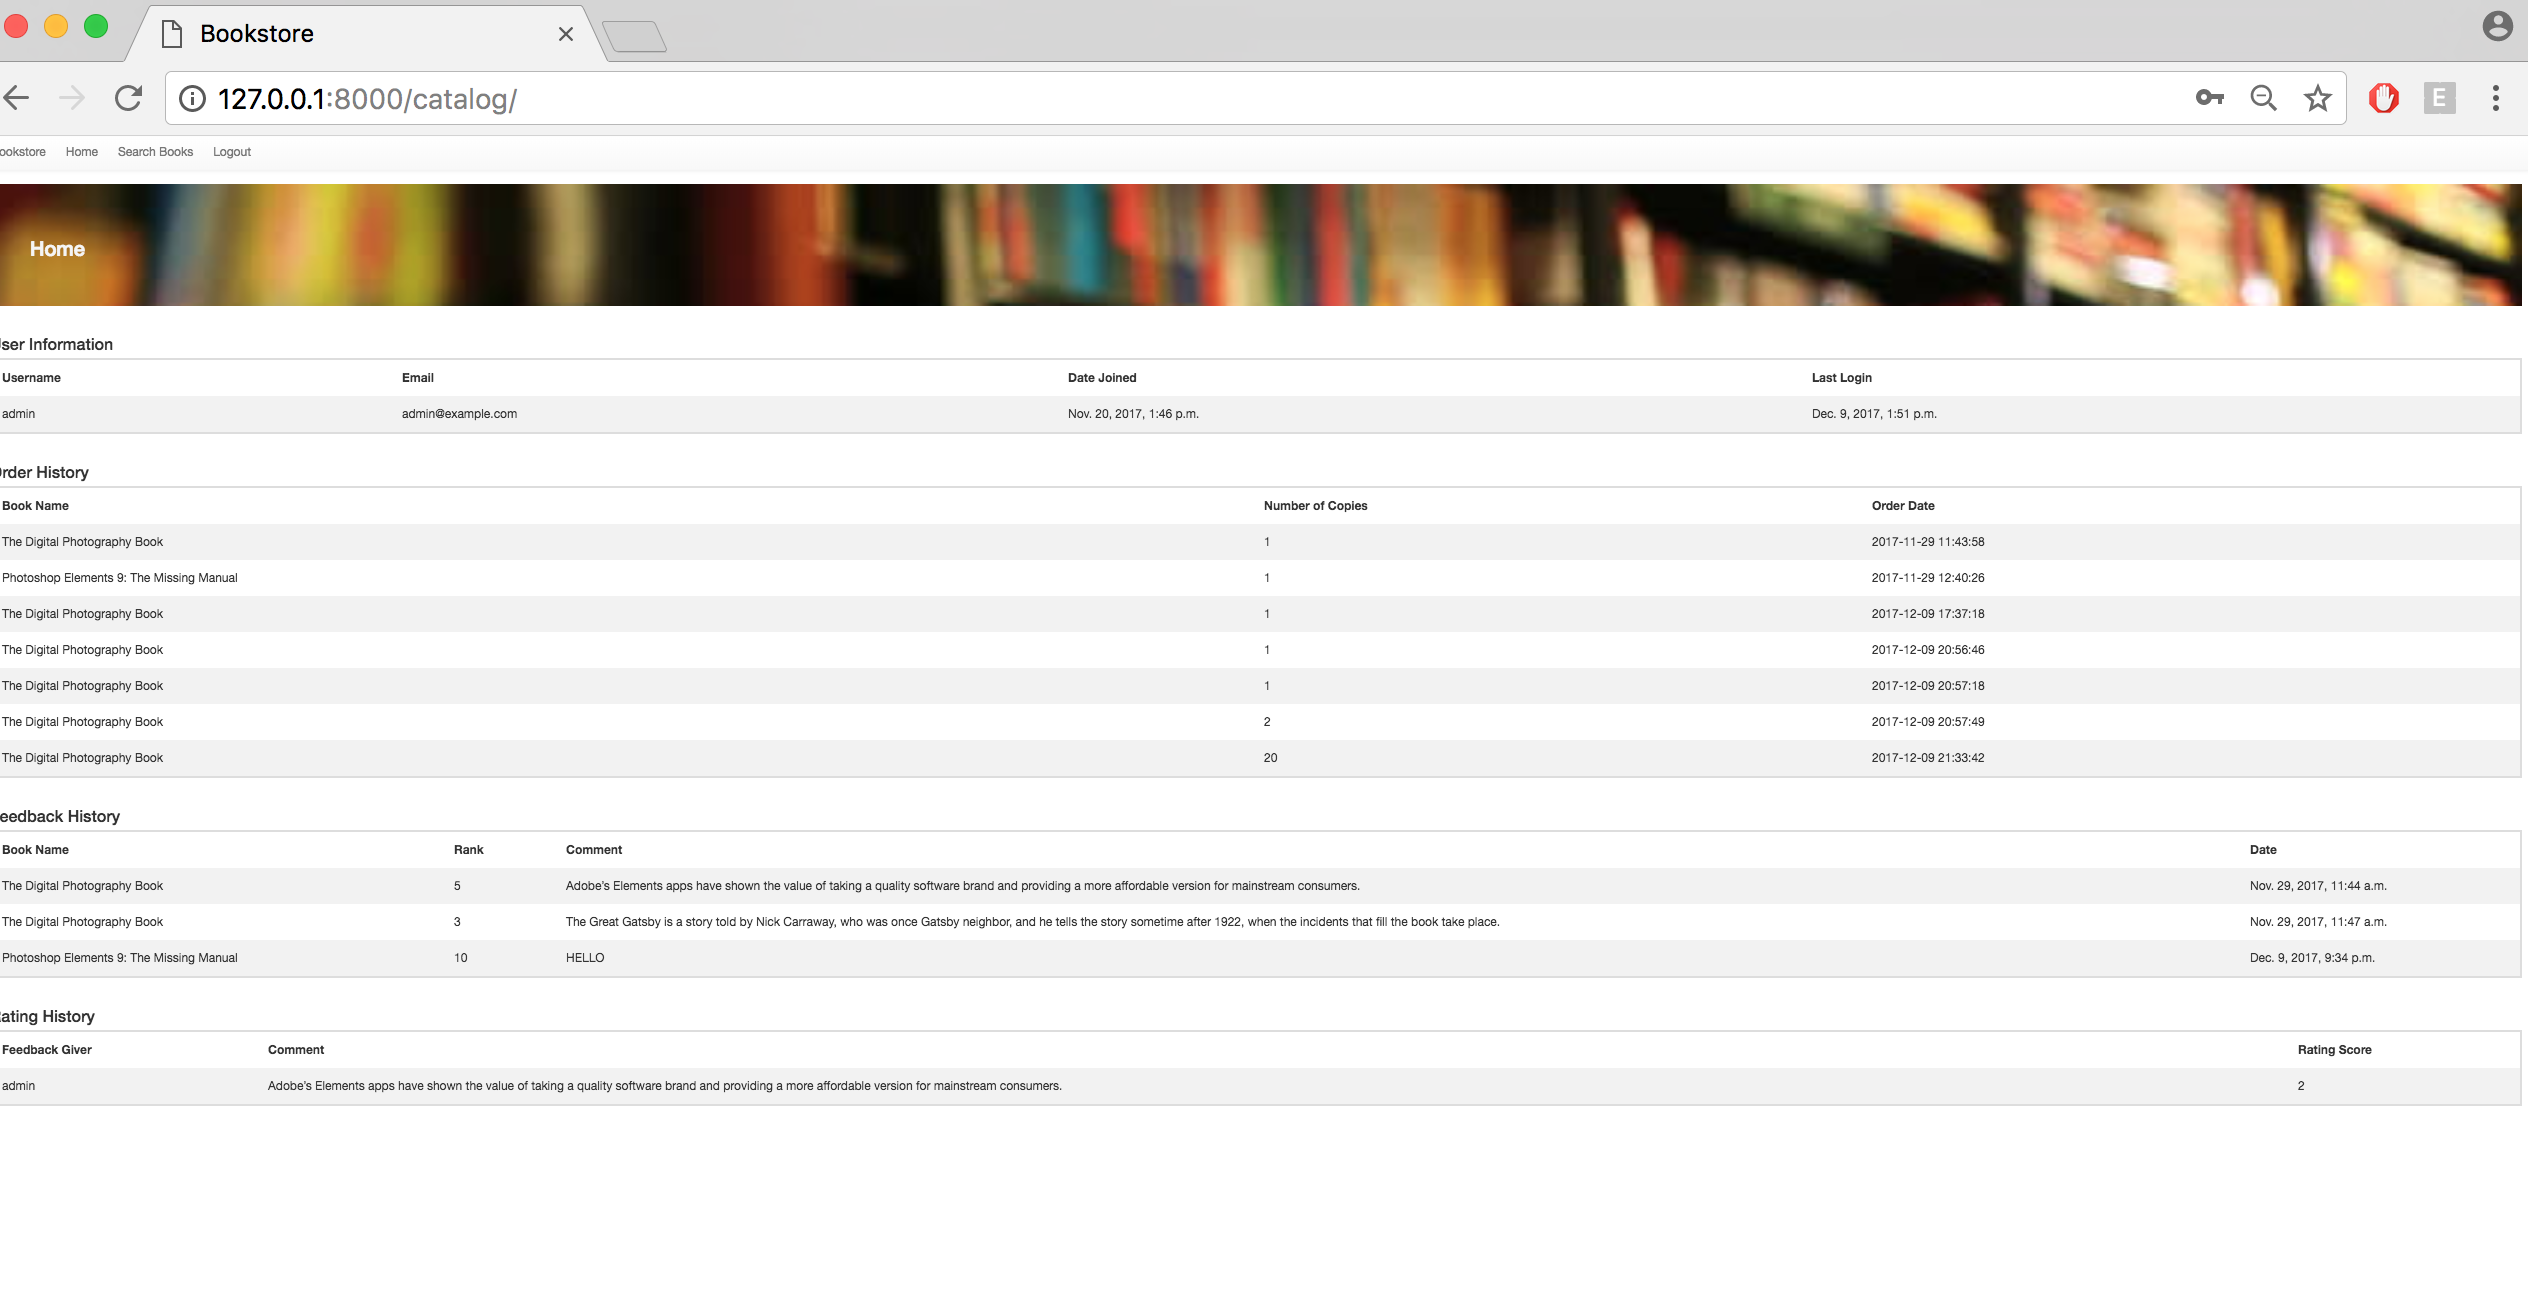 Bookstore
127.0.0.1:8000/catalog/
E
ookstore Home Search Books Logout
Home
ser Information
Username Email Date Joined Last Login
admin admin@example.com Nov. 20, 2017, 1:46 p.m. Dec. 9, 2017, 1:51 p.m.
rder History
Book Name Number of Copies Order Date
The Digital Photography Book 1 2017-11-29 11:43:58
Photoshop Elements 9: The Missing Manual 1 2017-11-29 12:40:26
The Digital Photography Book 1 2017-12-09 17:37:18
The Digital Photography Book 1 2017-12-09 20:56:46
The Digital Photography Book 1 2017-12-09 20:57:18
The Digital Photography Book 2 2017-12-09 20:57:49
The Digital Photography Book 20 2017-12-09 21:33:42
eedback History
Book Name Rank Comment Date
The Digital Photography Book 5 Adobe's Elements apps have shown the value of taking a quality software brand and providing a more affordable version for mainstream consumers. Nov. 29, 2017, 11:44 a.m.
The Digital Photography Book 3 The Great Gatsby is a story told by Nick Carraway, who was once Gatsby neighbor, and he tells the story sometime after 1922, when the incidents that fill the book take place. Nov. 29, 2017, 11:47 a.m.
Photoshop Elements 9: The Missing Manual 10 HELLO Dec. 9, 2017, 9:34 p.m.
ating History
Feedback Giver Comment Rating Score
admin Adobe's Elements apps have shown the value of taking a quality software brand and providing a more affordable version for mainstream consumers. 2